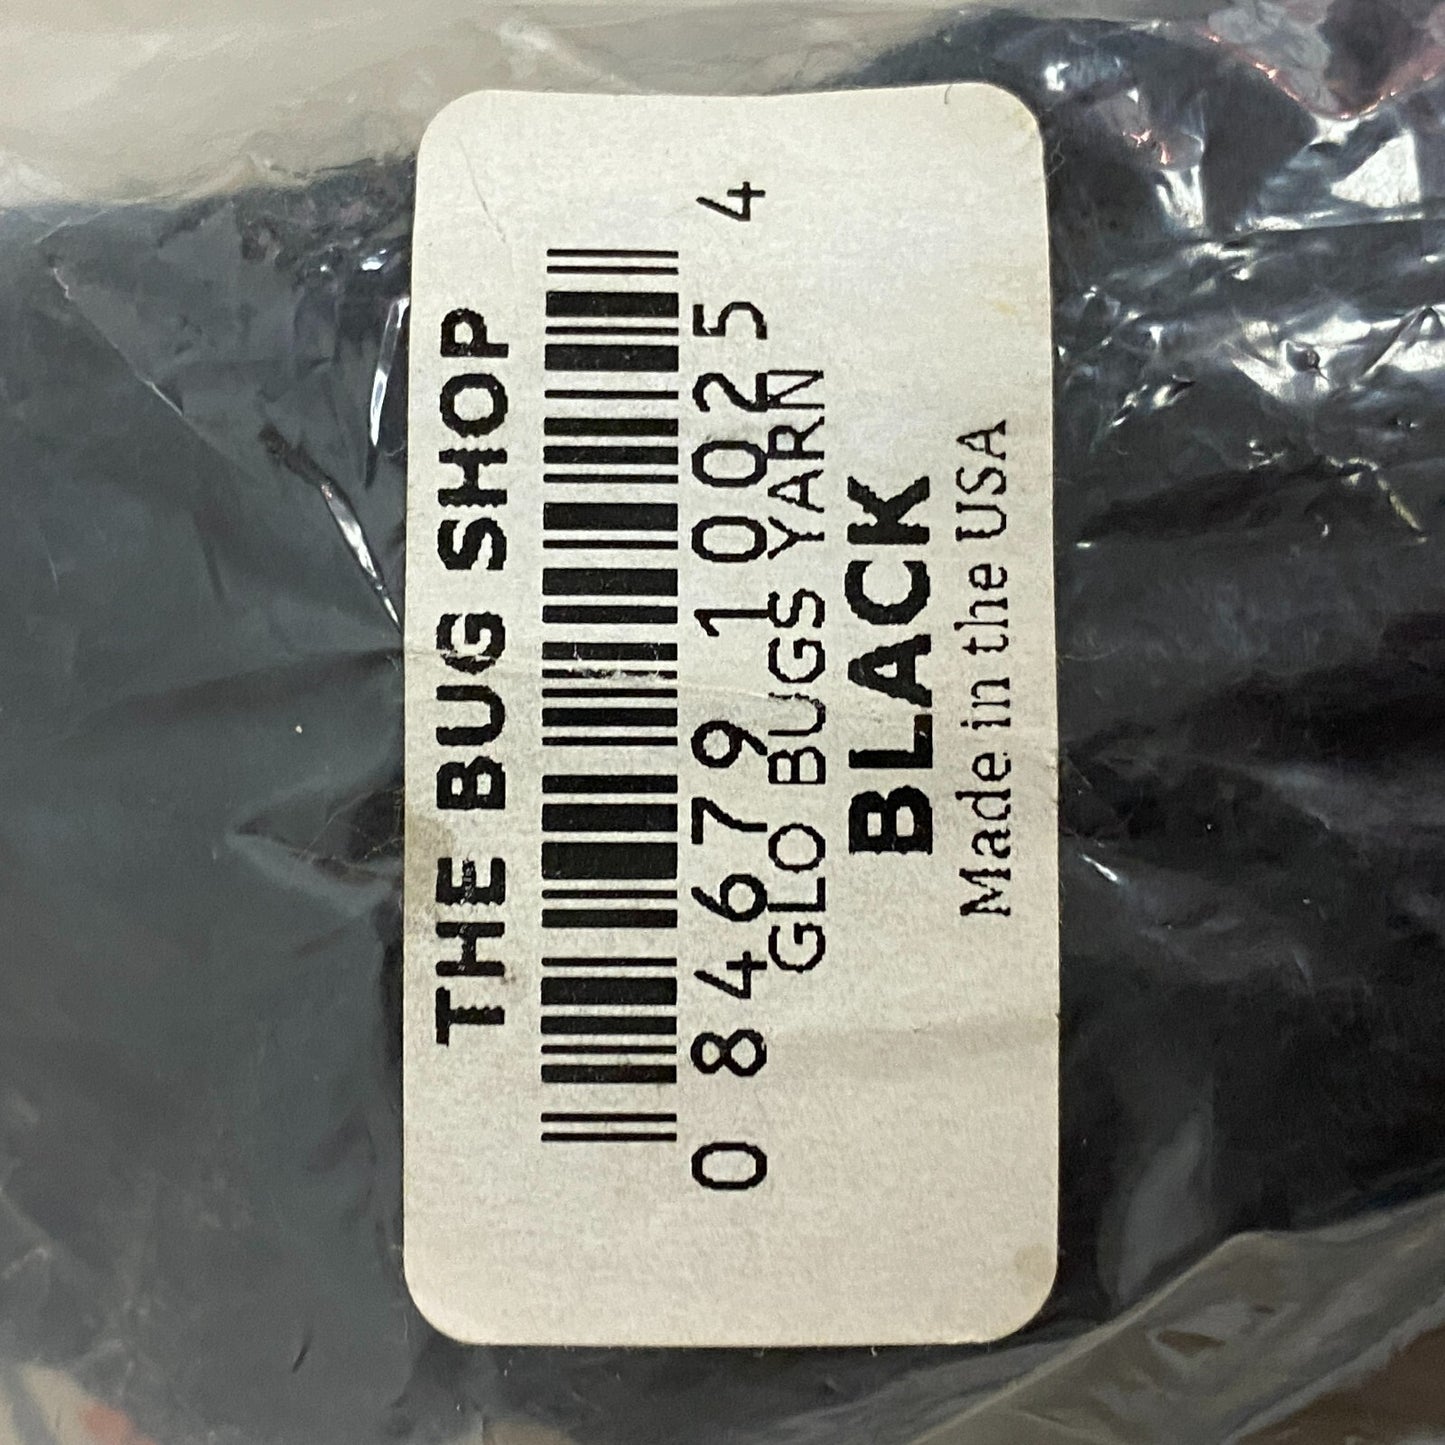 THE BUG SHOP
0 84679 10025 4
GLO BUGS YARN
BLACK
Made in the USA